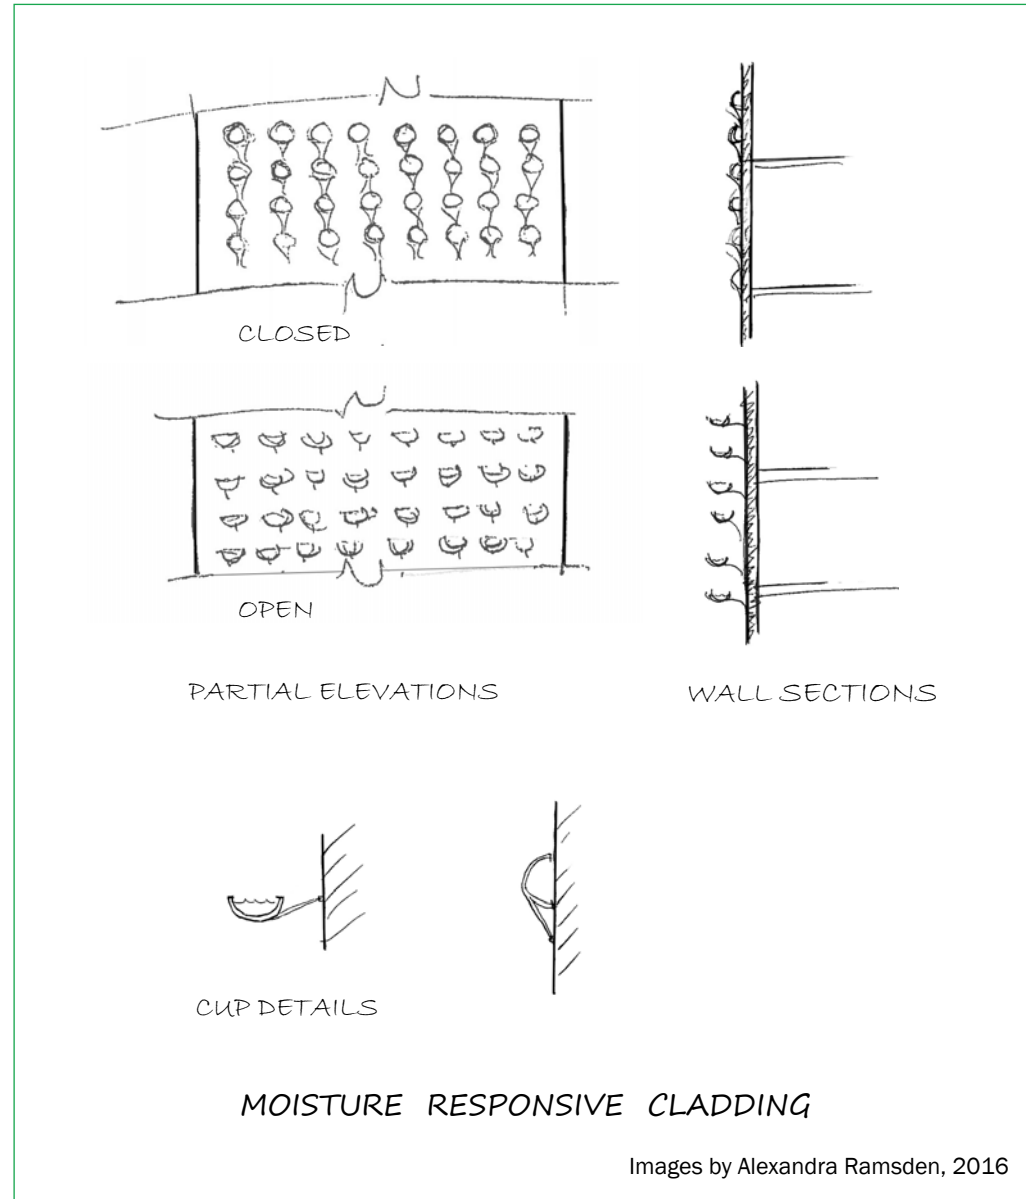 CLOSED
OPEN
PARTIAL ELEVATIONS
WALL SECTIONS
CUP DETAILS
MOISTURE RESPONSIVE CLADDING
Images by Alexandra Ramsden, 2016